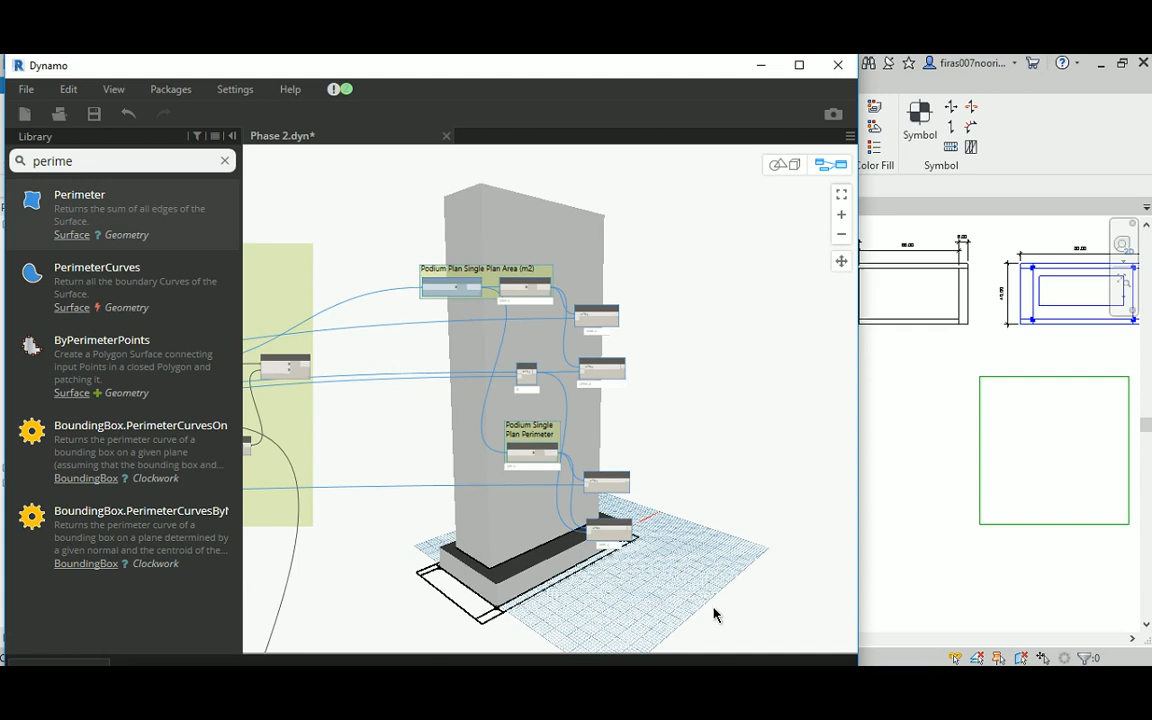 Dynamo
firas007noori...
File Edit View Packages Settings Help
Library
Phase 2.dyn*
perime
Symbol
Color Fill
Symbol
Perimeter
Returns the sum of all edges of the
Surface.
Surface ? Geometry
PerimeterCurves
Return all the boundary Curves of the
Surface.
Surface Geometry
ByPerimeterPoints
Create a Polygon Surface connecting
input Points in a closed Polygon and
patching it.
Surface + Geometry
BoundingBox.PerimeterCurvesOn
Returns the perimeter curve of a
bounding box on a given plane
(assuming that the bounding box and...
BoundingBox ? Clockwork
BoundingBox.PerimeterCurvesByN
Returns the perimeter curve of a
bounding box on a plane determined by
a given normal and the centroid of the...
BoundingBox ? Clockwork
Podium Plan Single Plan Area (m2)
Podium Single
Plan Perimeter
:0